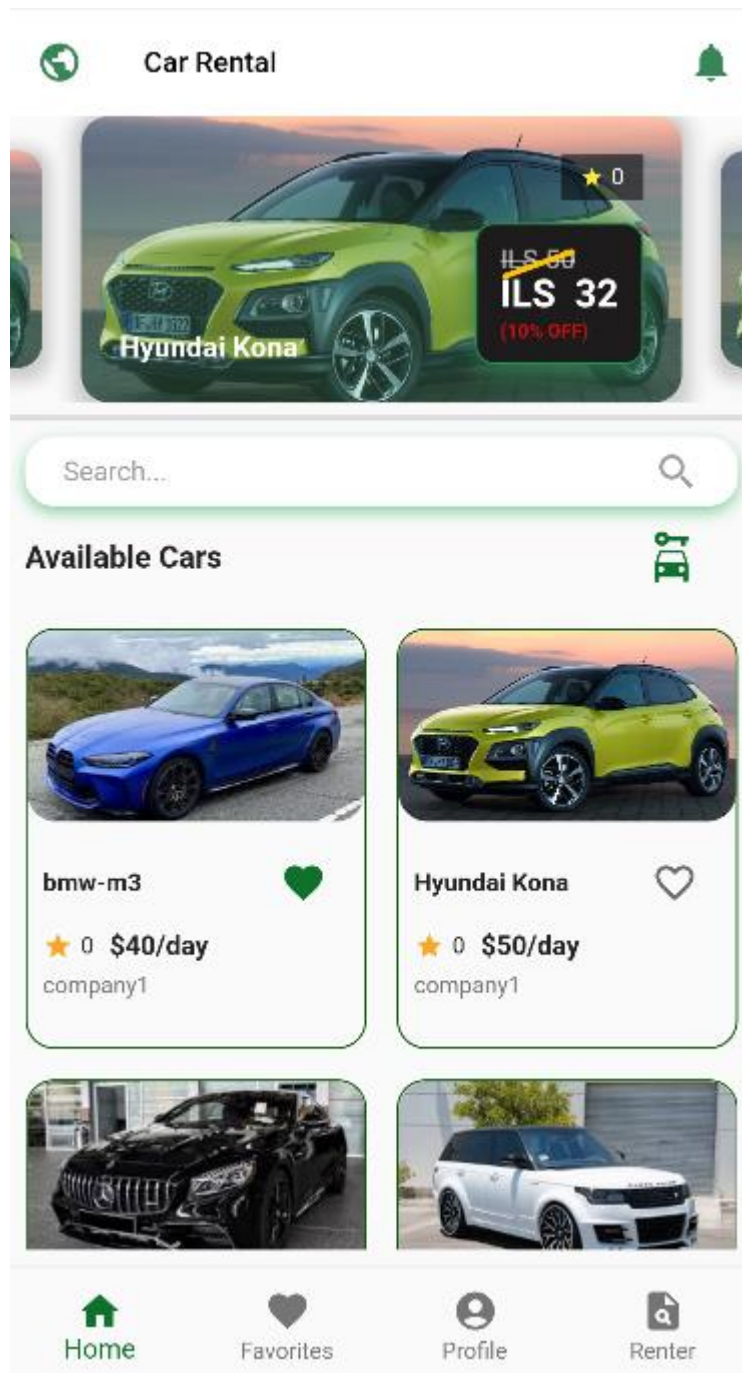 Car Rental
0
ILS 50
ILS 32
(10% OFF)
Hyundai Kona
Search...
Available Cars
bmw-m3
Hyundai Kona
0 $40/day
0 $50/day
company1
company1
Home
Favorites
Profile
Renter